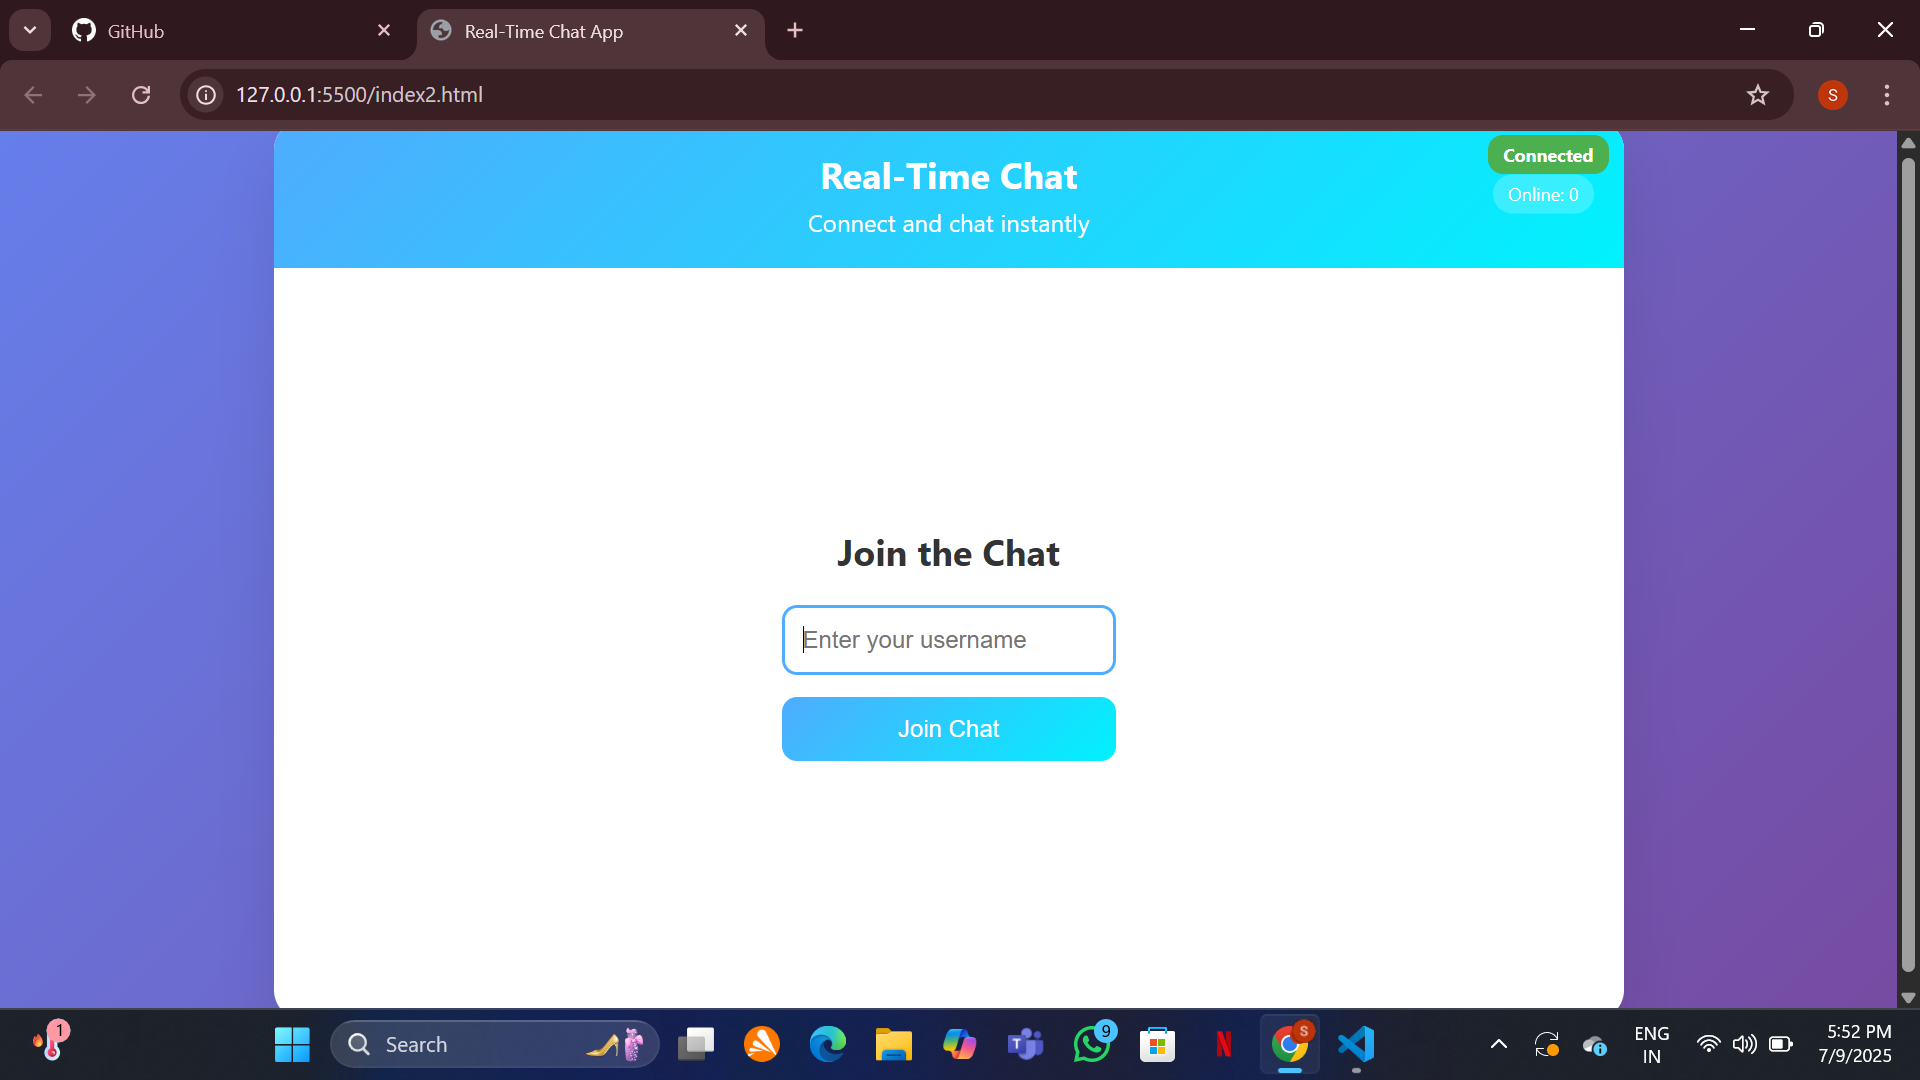 GitHub
Real-Time Chat App
127.0.0.1:5500/index2.html
S
Real-Time Chat
Connect and chat instantly
Connected
Online: 0
Join the Chat
Enter your username
Join Chat
1
Search
T
9
N
S
ENG
IN
5:52 PM
7/9/2025